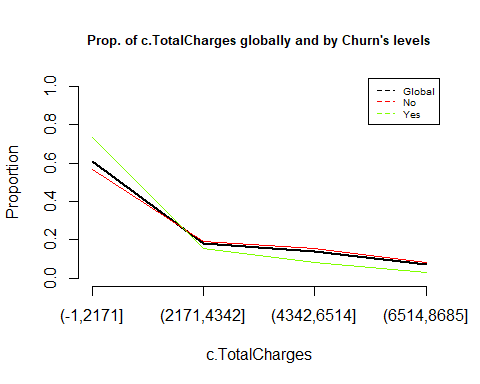 Prop. of c.TotalCharges globally and by Churn's levels
Global
No
Yes
1.0
0.8
0.6
0.4
0.2
0.0
Proportion
(-1,2171]
(2171,4342]
(4342,6514]
(6514,8685]
c.TotalCharges